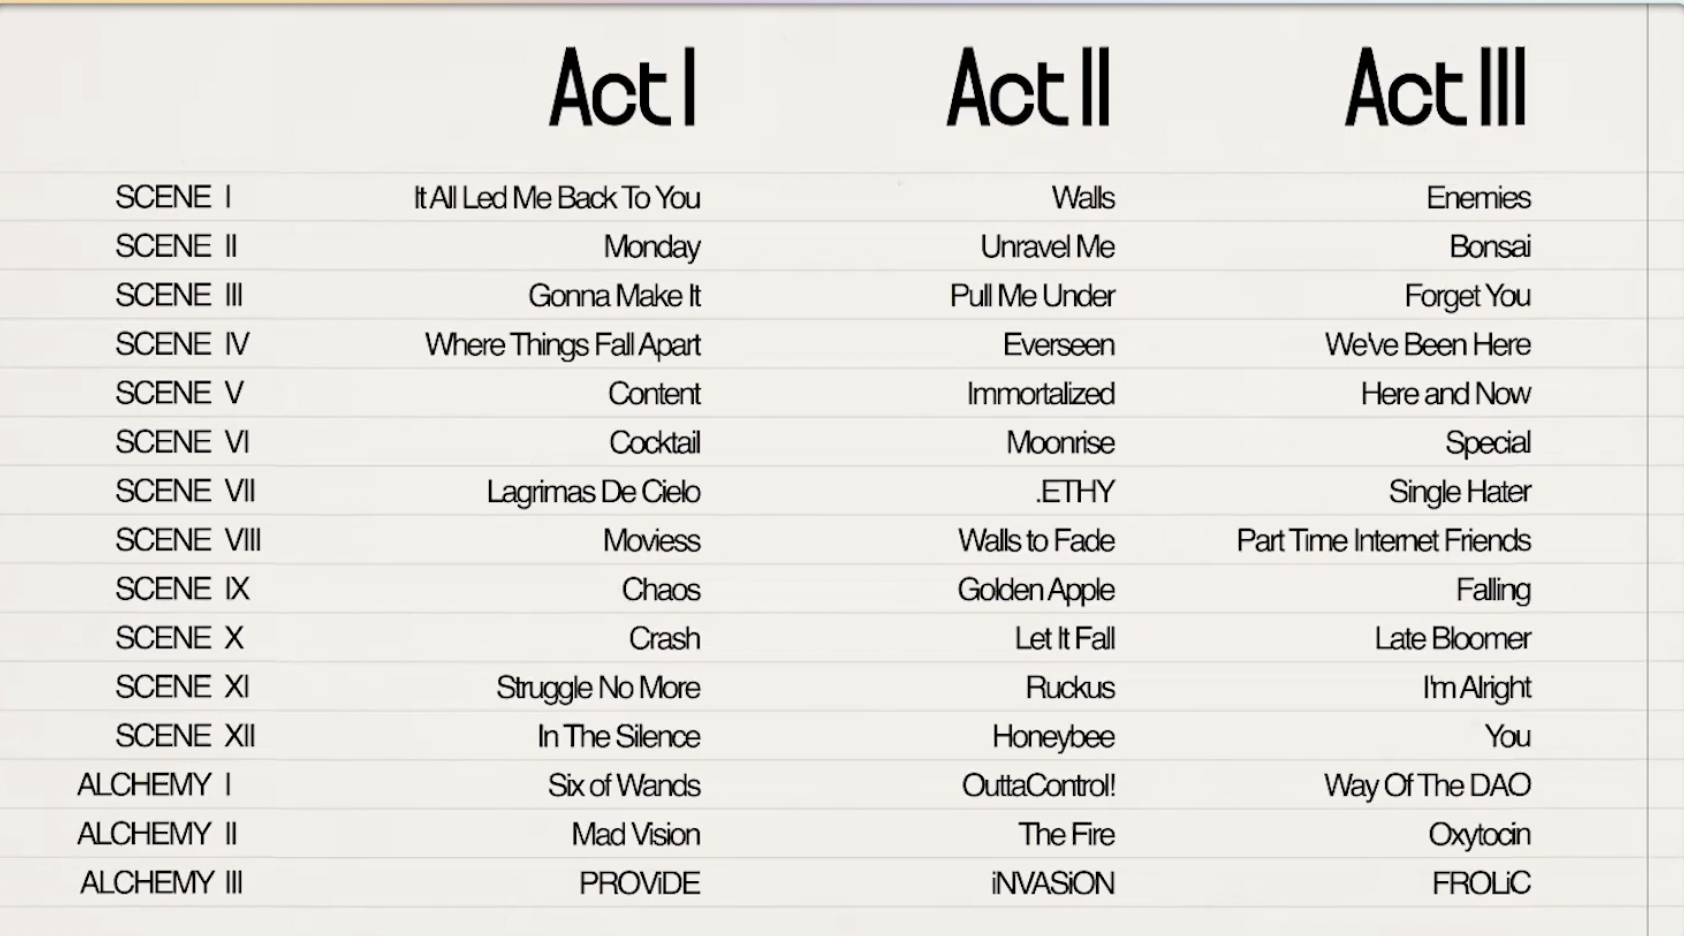 Act I Act II Act III
SCENE I It All Led Me Back To You Walls Enemies
SCENE II Monday Unravel Me Bonsai
SCENE III Gonna Make It Pull Me Under Forget You
SCENE IV Where Things Fall Apart Everseen We've Been Here
SCENE V Content Immortalized Here and Now
SCENE VI Cocktail Moonrise Special
SCENE VII Lagrimas De Cielo .ETHY Single Hater
SCENE VIII Moviess Walls to Fade Part Time Internet Friends
SCENE IX Chaos Golden Apple Falling
SCENE X Crash Let It Fall Late Bloomer
SCENE XI Struggle No More Ruckus I'm Alright
SCENE XII In The Silence Honeybee You
ALCHEMY I Six of Wands OuttaControl! Way Of The DAO
ALCHEMY II Mad Vision The Fire Oxytocin
ALCHEMY III PROViDE iNVASiON FROLiC